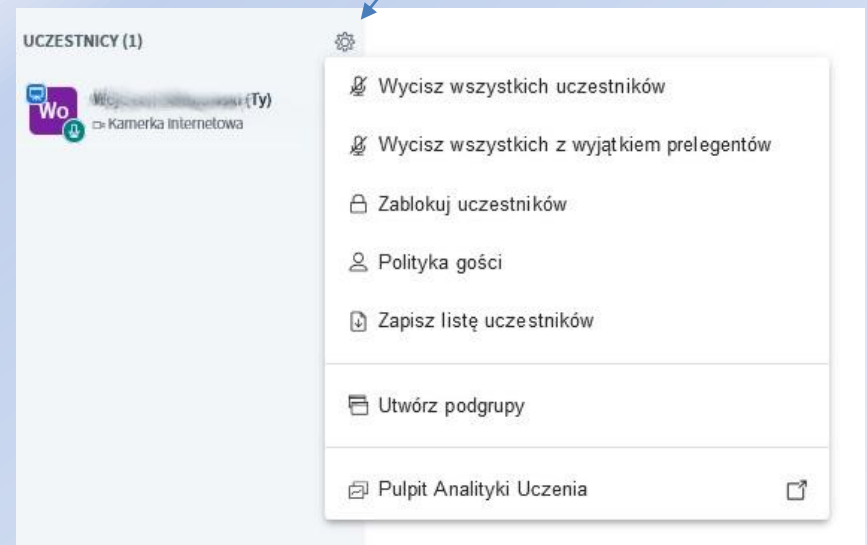 UCZESTNICY (1)
Wo
(Ty)
Kamerka Internetowa
Wycisz wszystkich uczestników
Wycisz wszystkich z wyjątkiem prelegentów
Zablokuj uczestników
Polityka gości
Zapisz listę uczestników
Utwórz podgrupy
Pulpit Analityki Uczenia